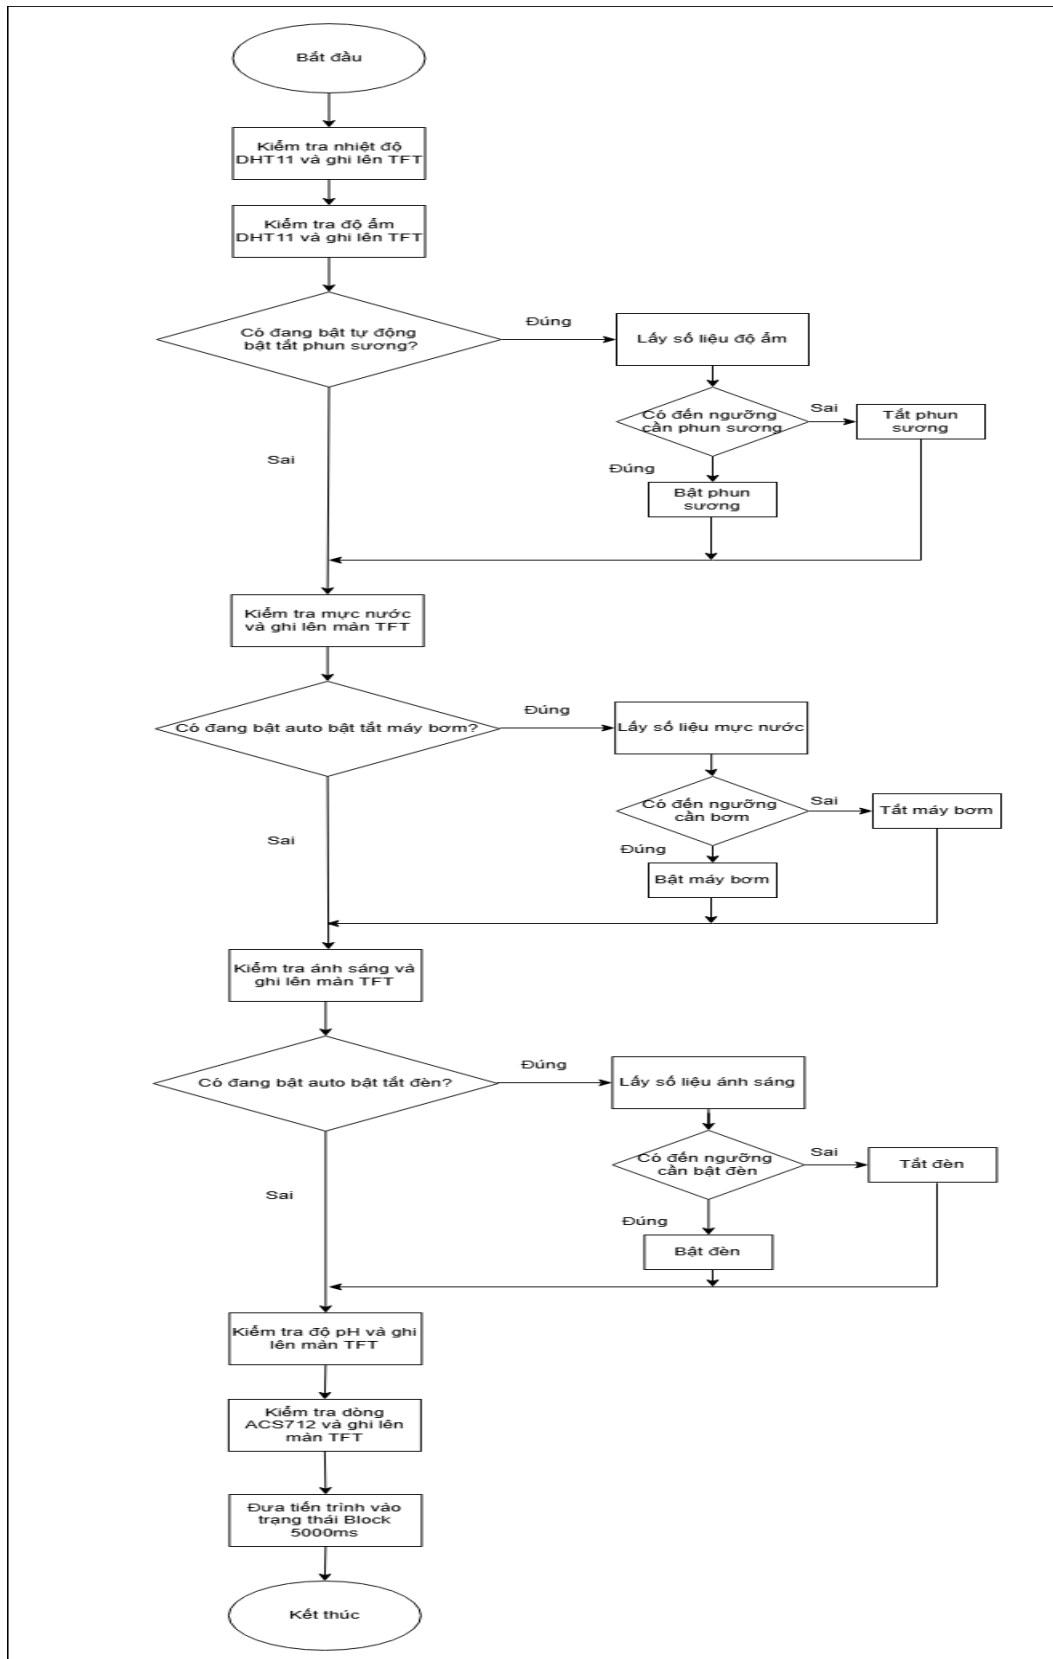 Bắt đầu
Kiểm tra nhiệt độ
DHT11 và ghi lên TFT
Kiểm tra độ ẩm
DHT11 và ghi lên TFT
Có đang bật tự động
bật tắt phun sương?
Đúng
Lấy số liệu độ ẩm
Có đến ngưỡng
cần phun sương
Sai
Tắt phun
sương
Đúng
Bật phun
sương
Sai
Kiểm tra mực nước
và ghi lên màn TFT
Có đang bật auto bật tắt máy bơm?
Đúng
Lấy số liệu mực nước
Có đến ngưỡng
cần bơm
Sai
Tắt máy bơm
Đúng
Bật máy bơm
Sai
Kiểm tra ánh sáng và
ghi lên màn TFT
Có đang bật auto bật tắt đèn?
Đúng
Lấy số liệu ánh sáng
Có đến ngưỡng
cần bật đèn
Sai
Tắt đèn
Đúng
Bật đèn
Sai
Kiểm tra độ pH và ghi
lên màn TFT
Kiểm tra dòng
ACS712 và ghi lên
màn TFT
Đưa tiến trình vào
trạng thái Block
5000ms
Kết thúc